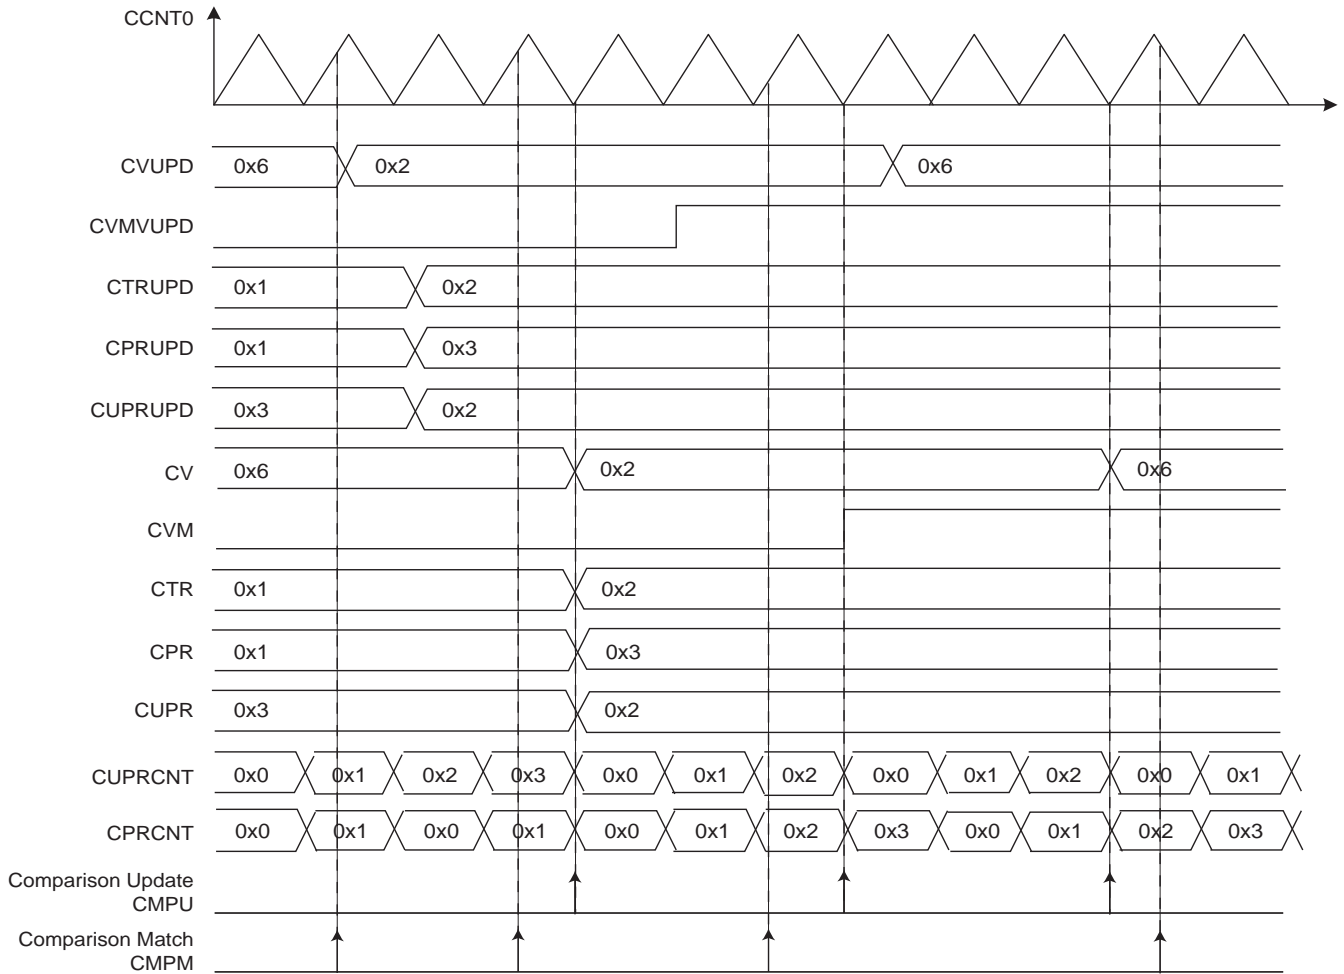 CCNT0
CVUPD 0x6 0x2 0x6
CVMVUPD
CTRUPD 0x1 0x2
CPRUPD 0x1 0x3
CUPRUPD 0x3 0x2
CV 0x6 0x2 0x6
CVM
CTR 0x1 0x2
CPR 0x1 0x3
CUPR 0x3 0x2
CUPRCNT 0x0 0x1 0x2 0x3 0x0 0x1 0x2 0x0 0x1 0x2 0x0 0x1
CPRCNT 0x0 0x1 0x0 0x1 0x0 0x1 0x2 0x3 0x0 0x1 0x2 0x3
Comparison Update
CMPU
Comparison Match
CMPM